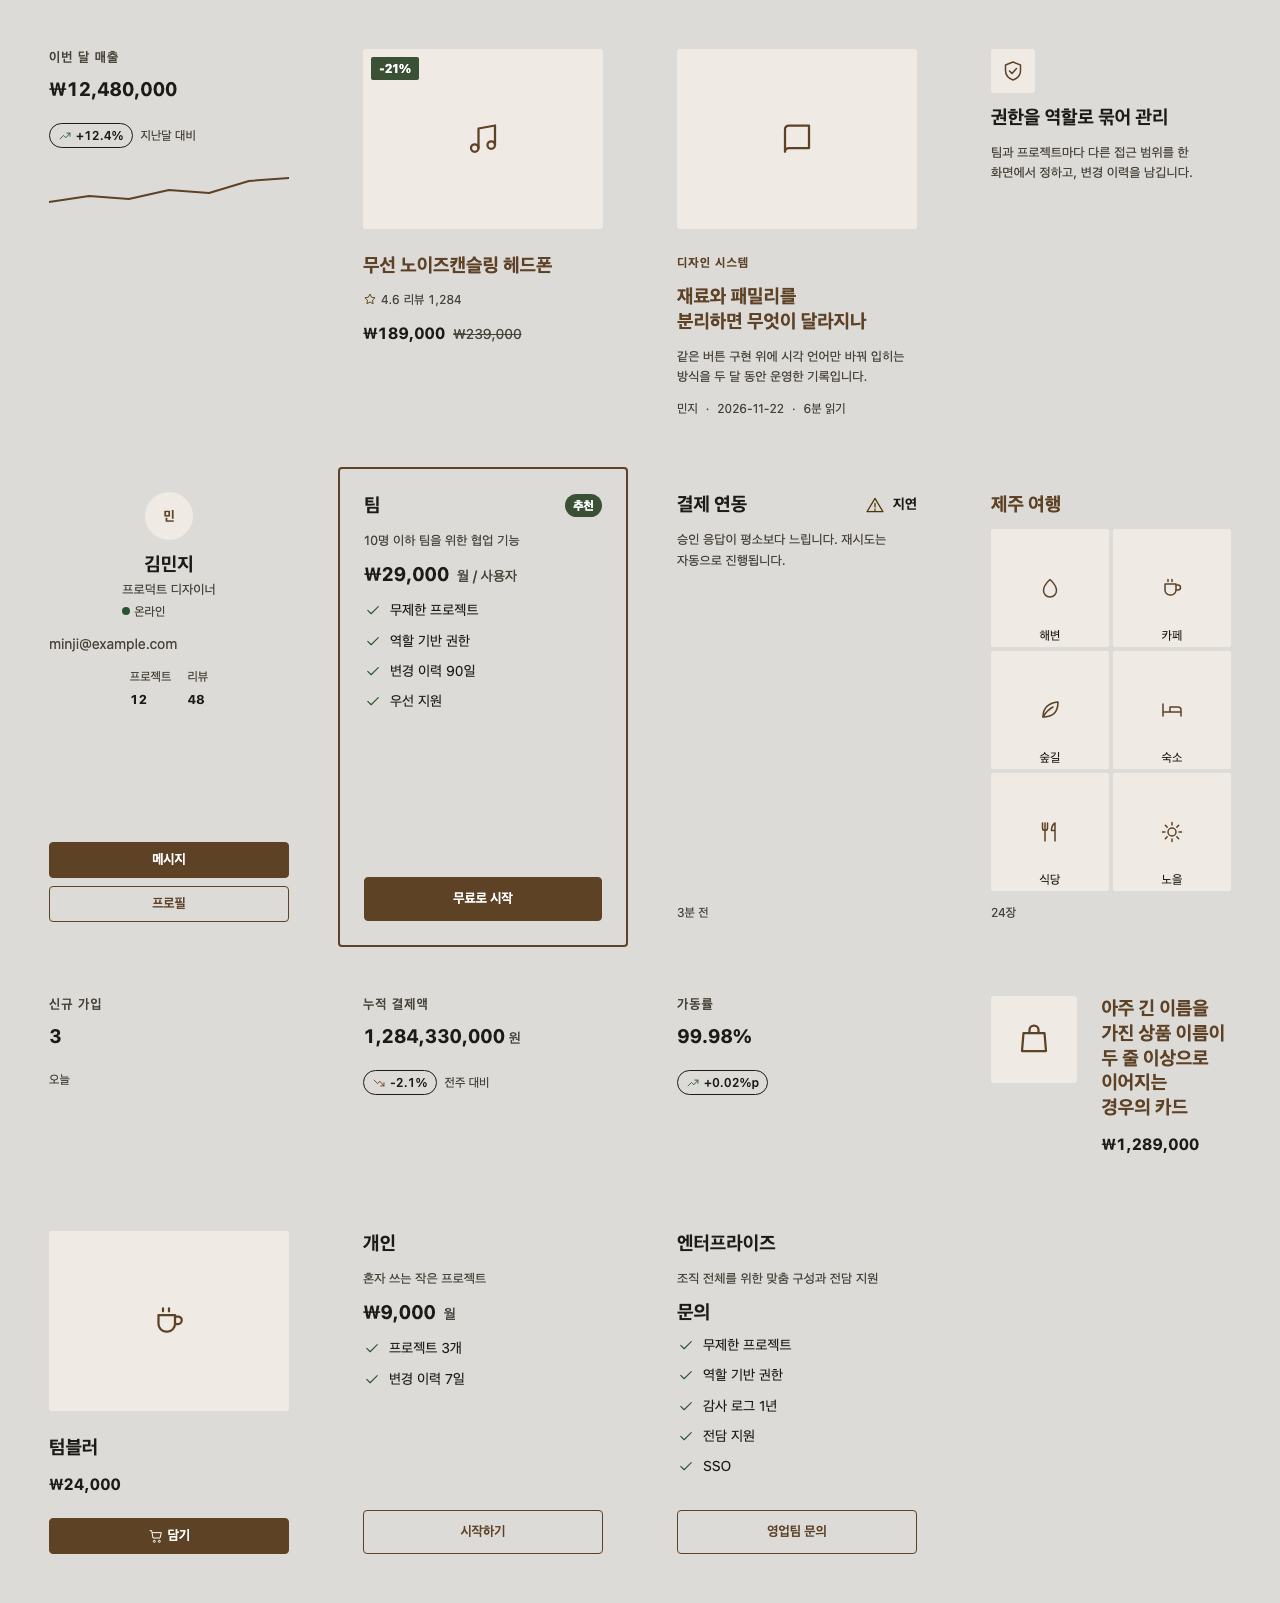 이번 달 매출
₩12,480,000
+12.4% 지난달 대비
-21%
무선 노이즈캔슬링 헤드폰
4.6 리뷰 1,284
₩189,000 ₩239,000
디자인 시스템
재료와 패밀리를
분리하면 무엇이 달라지나
같은 버튼 구현 위에 시각 언어만 바꿔 입히는
방식을 두 달 동안 운영한 기록입니다.
민지 · 2026-11-22 · 6분 읽기
권한을 역할로 묶어 관리
팀과 프로젝트마다 다른 접근 범위를 한
화면에서 정하고, 변경 이력을 남깁니다.
민
김민지
프로덕트 디자이너
온라인
minji@example.com
프로젝트 리뷰
12 48
메시지
프로필
팀 추천
10명 이하 팀을 위한 협업 기능
₩29,000 월 / 사용자
무제한 프로젝트
역할 기반 권한
변경 이력 90일
우선 지원
무료로 시작
결제 연동 지연
승인 응답이 평소보다 느립니다. 재시도는
자동으로 진행됩니다.
3분 전
제주 여행
해변 카페
숲길 숙소
식당 노을
24장
신규 가입
3
오늘
누적 결제액
1,284,330,000 원
-2.1% 전주 대비
가동률
99.98%
+0.02%p
아주 긴 이름을
가진 상품 이름이
두 줄 이상으로
이어지는
경우의 카드
₩1,289,000
텀블러
₩24,000
담기
개인
혼자 쓰는 작은 프로젝트
₩9,000 월
프로젝트 3개
변경 이력 7일
시작하기
엔터프라이즈
조직 전체를 위한 맞춤 구성과 전담 지원
문의
무제한 프로젝트
역할 기반 권한
감사 로그 1년
전담 지원
SSO
영업팀 문의